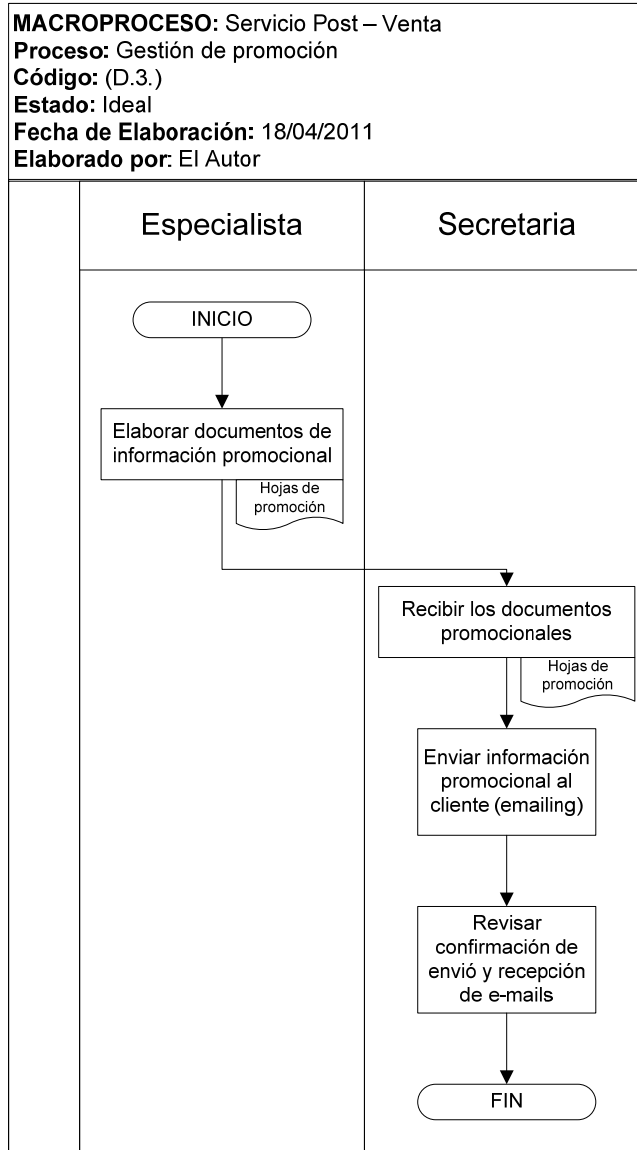 MACROPROCESO: Servicio Post – Venta
Proceso: Gestión de promoción
Código: (D.3.)
Estado: Ideal
Fecha de Elaboración: 18/04/2011
Elaborado por: El Autor
Especialista
Secretaria
INICIO
Elaborar documentos de
información promocional
Hojas de
promoción
Recibir los documentos
promocionales
Hojas de
promoción
Enviar información
promocional al
cliente (emailing)
Revisar
confirmación de
envió y recepción
de e-mails
FIN